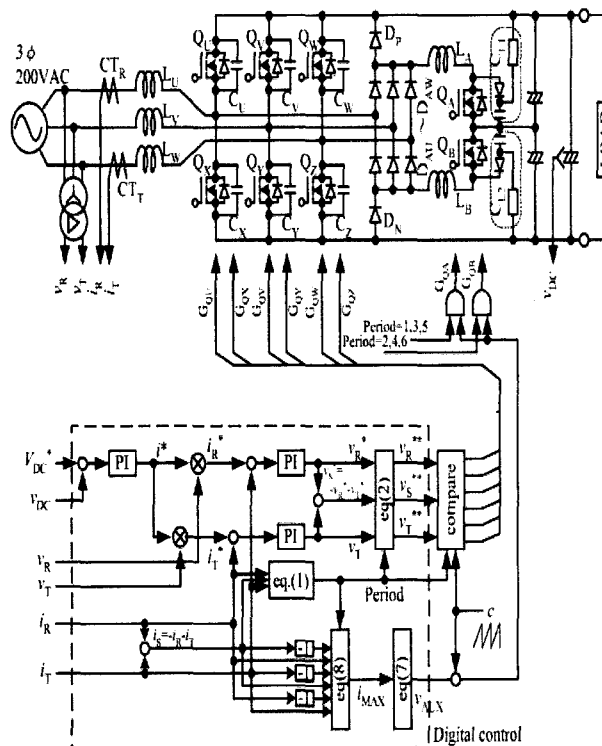 3ϕ
200VAC
CT_R
L_U
L_V
L_W
CT_T
Q_U
Q_V
Q_W
C_U
C_V
C_W
Q_X
Q_Y
Q_Z
C_X
C_Y
C_Z
D_P
D_AW
~
D_AU
D_N
L_A
Q_A
Q_B
L_B
v_R
v_T
i_R
i_T
G_QU
G_QX
G_QV
G_QY
G_QW
G_QZ
G_QA
G_QB
v_DC
Period=1,3,5
Period=2,4,6
V_DC*
v_DC
PI
i*
i_R*
PI
v_R*
v_R**
v_S**
v_T**
eq(2)
compare
i_T*
PI
v_T
v_R
v_T
eq.(1)
Period
i_R
i_S=-i_R-i_T
i_T
eq(8)
i_MAX
eq(7)
v_ALX
c
Digital control